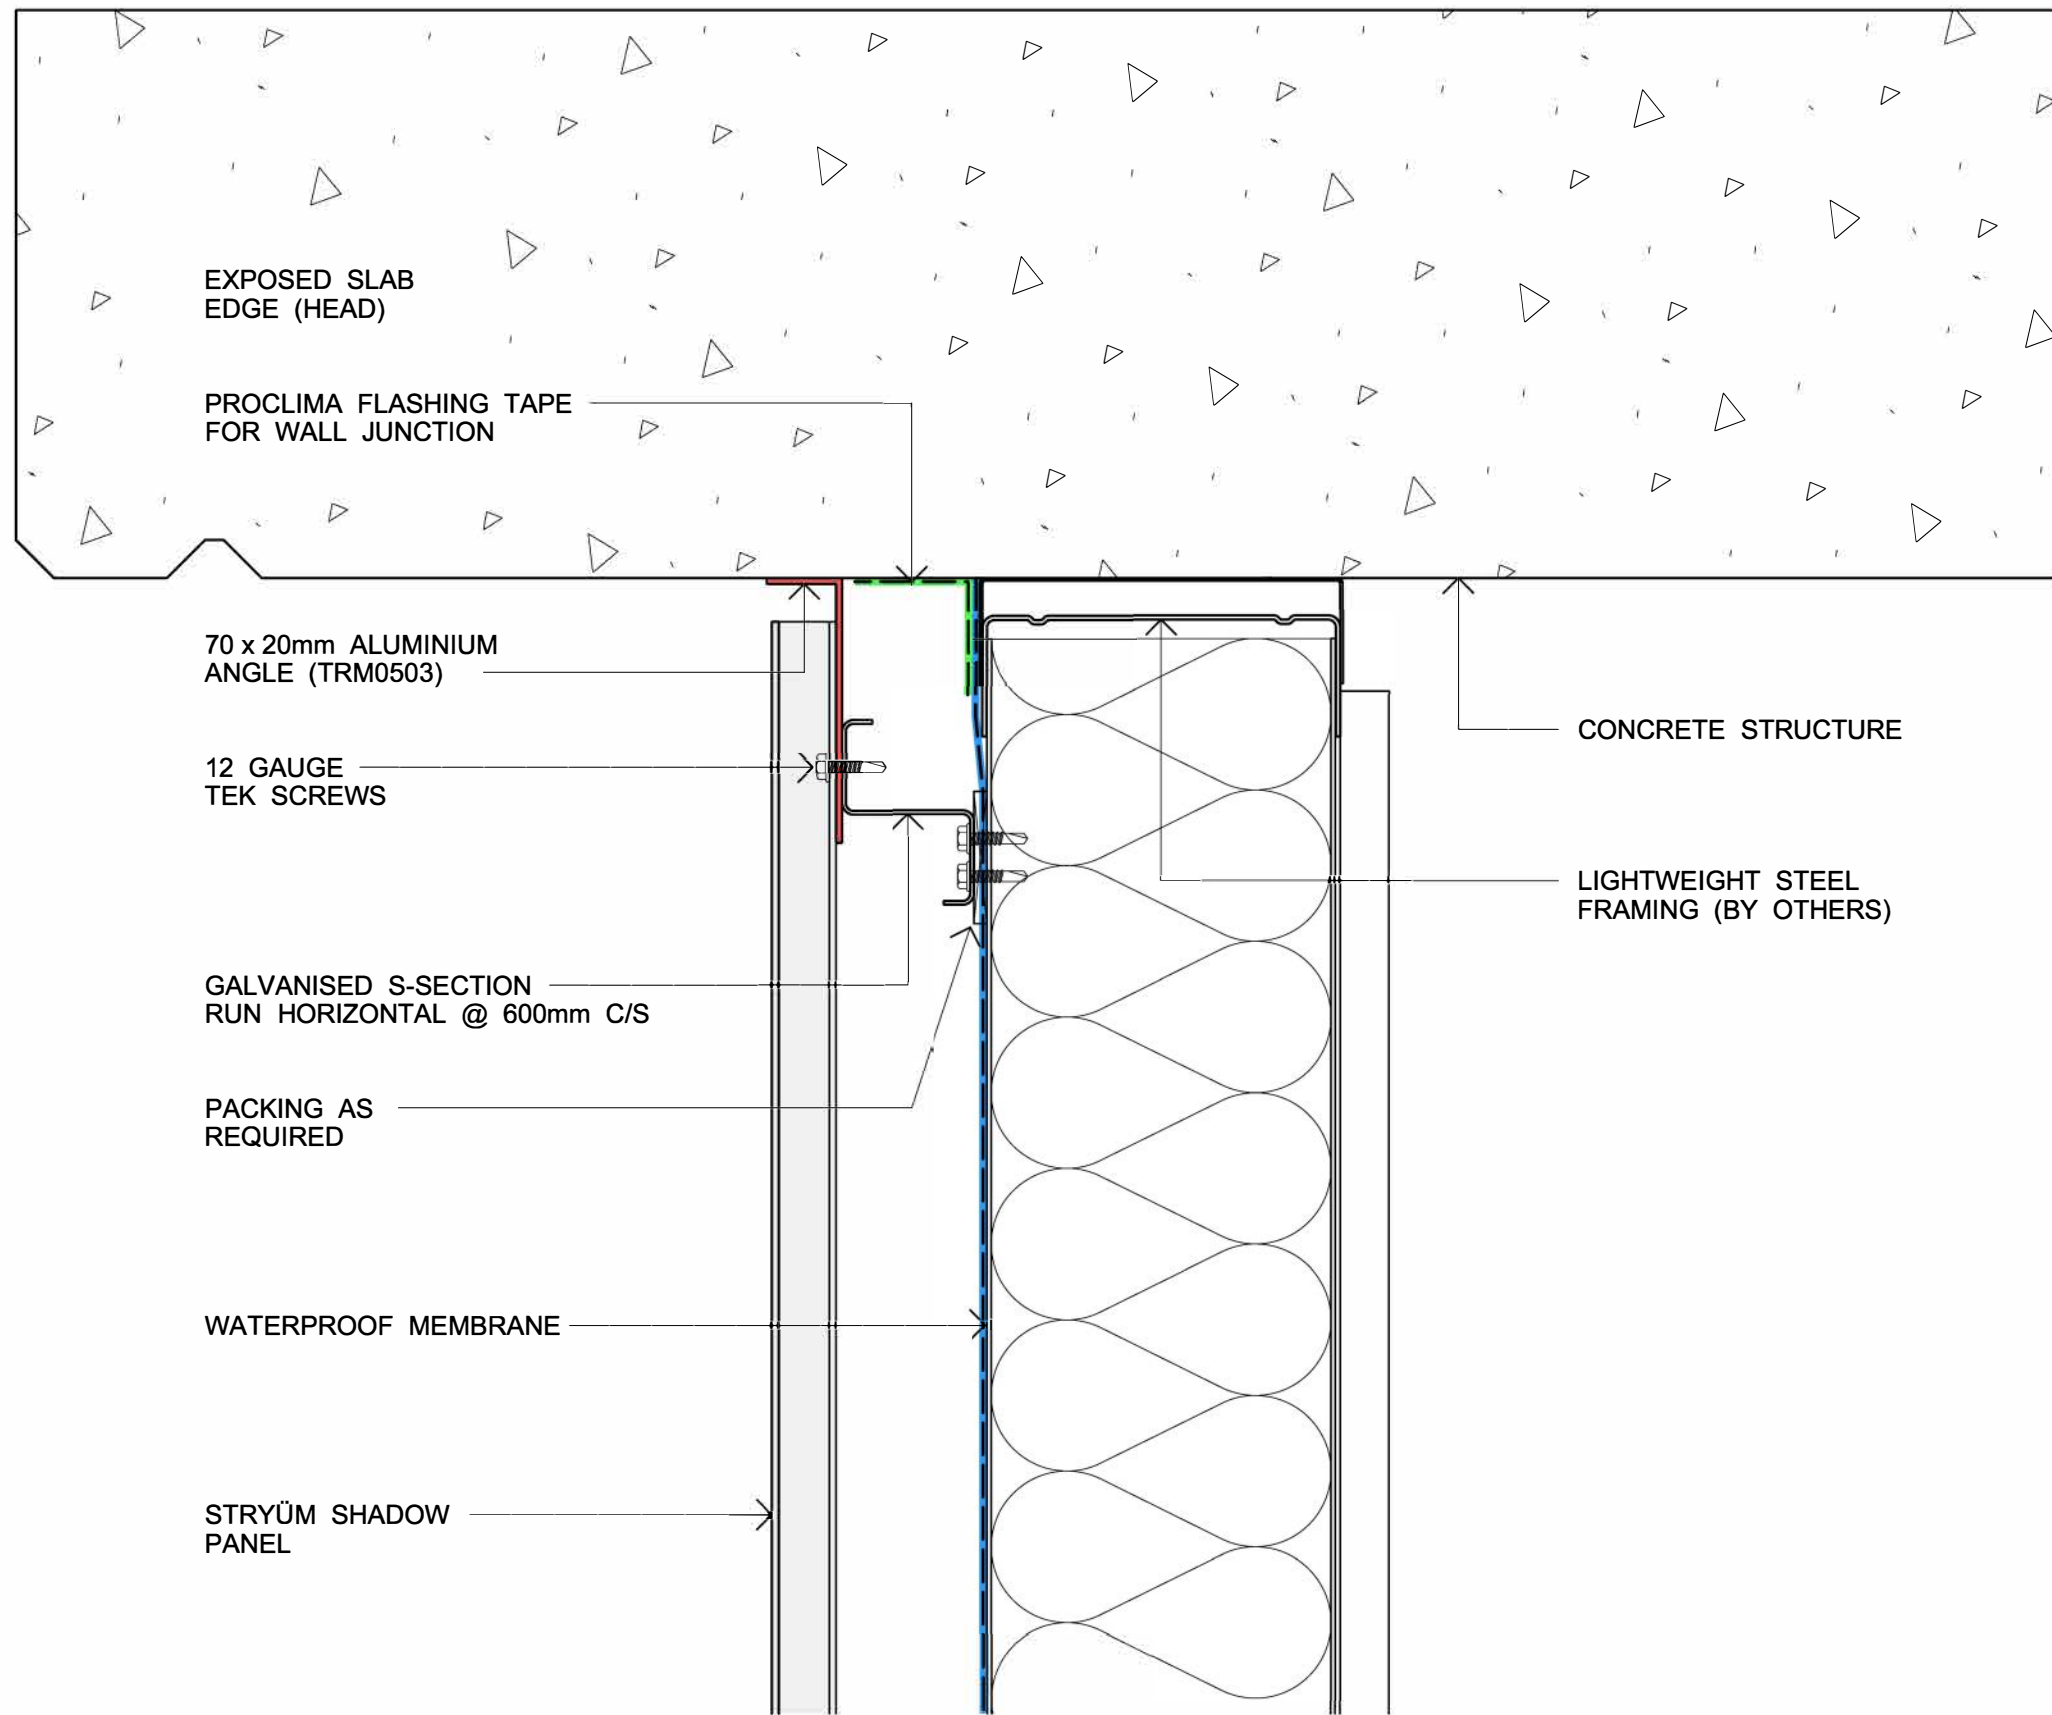 EXPOSED SLAB
EDGE (HEAD)
PROCLIMA FLASHING TAPE
FOR WALL JUNCTION
70 x 20mm ALUMINIUM
ANGLE (TRM0503)
12 GAUGE
TEK SCREWS
GALVANISED S-SECTION
RUN HORIZONTAL @ 600mm C/S
PACKING AS
REQUIRED
WATERPROOF MEMBRANE
STRYÜM SHADOW
PANEL
CONCRETE STRUCTURE
LIGHTWEIGHT STEEL
FRAMING (BY OTHERS)